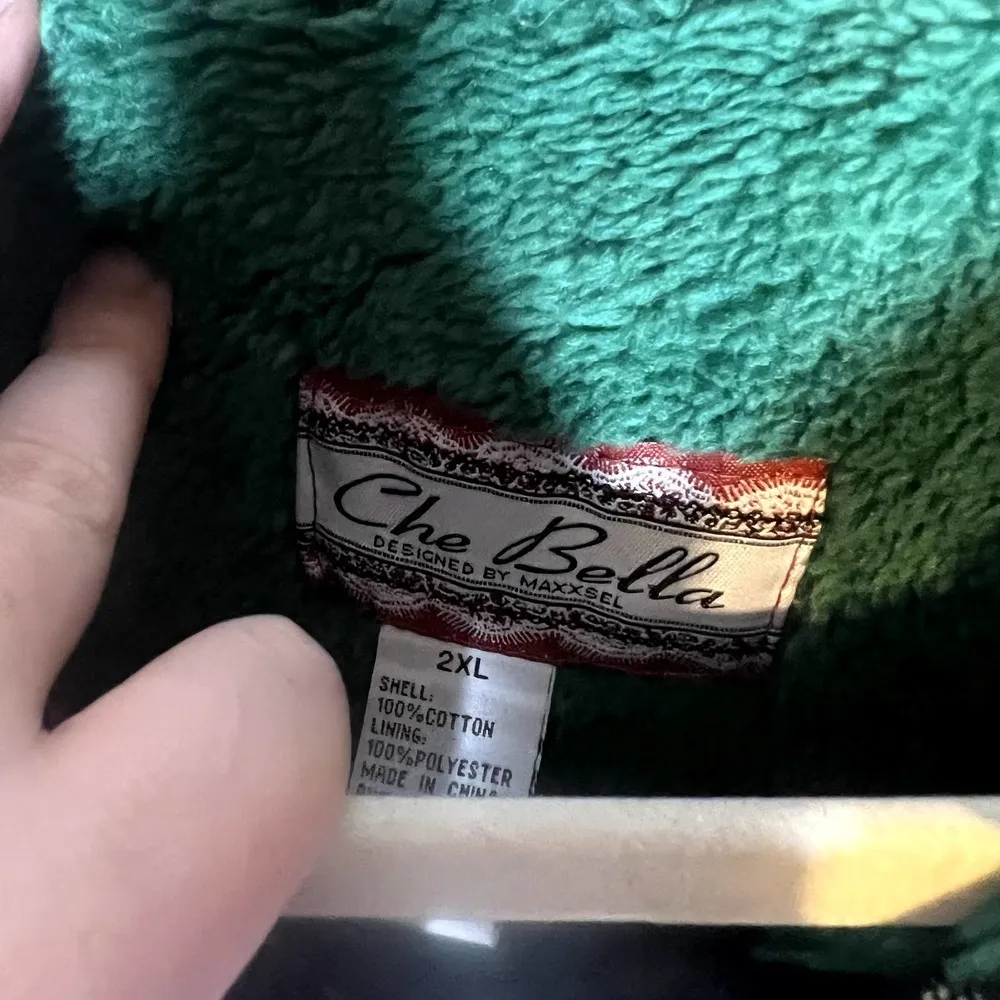 Che Bella
DESIGNED BY MAXXSEL
2XL
SHELL:
100%COTTON
LINING:
100%POLYESTER
MADE IN CHINA